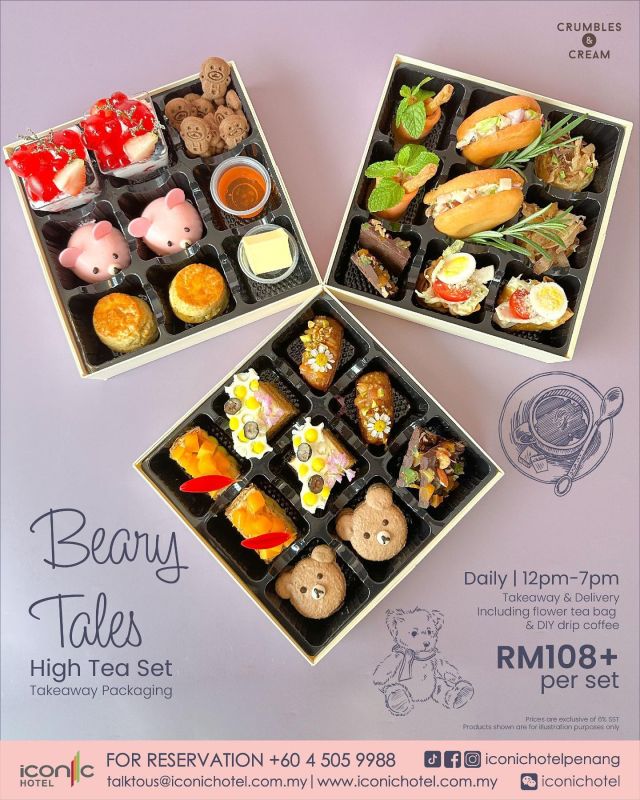 CRUMBLES
&
CREAM
Beary
Tales
High Tea Set
Takeaway Packaging
Daily | 12pm-7pm
Takeaway & Delivery
Including flower tea bag
& DIY drip coffee
RM108+
per set
Prices are exclusive of 6% SST
Products shown are for illustration purposes only
iconic
HOTEL
FOR RESERVATION +60 4 505 9988
talktous@iconichotel.com.my | www.iconichotel.com.my
iconichotelpenang
iconichotel